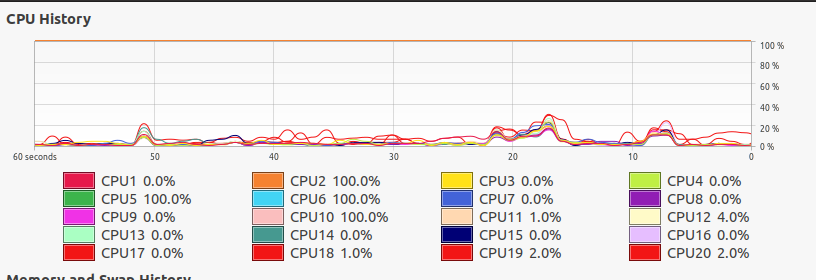 CPU History
100 %
80 %
60 %
40 %
20 %
0 %
60 seconds 50 40 30 20 10 0
CPU1 0.0% CPU2 100.0% CPU3 0.0% CPU4 0.0%
CPU5 100.0% CPU6 100.0% CPU7 0.0% CPU8 0.0%
CPU9 0.0% CPU10 100.0% CPU11 1.0% CPU12 4.0%
CPU13 0.0% CPU14 0.0% CPU15 0.0% CPU16 0.0%
CPU17 0.0% CPU18 1.0% CPU19 2.0% CPU20 2.0%
Memory and Swap History